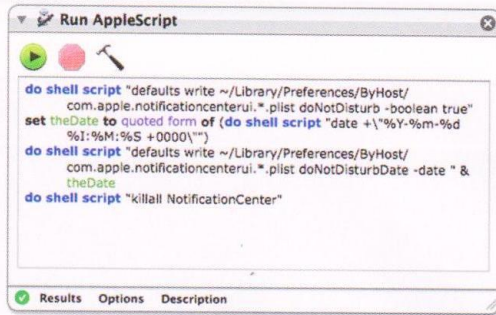 Run AppleScript
do shell script "defaults write ~/Library/Preferences/ByHost/
com.apple.notificationcenterui.*.plist doNotDisturb -boolean true"
set theDate to quoted form of (do shell script "date +\"%Y-%m-%d
%I:%M:%S +0000\"")
do shell script "defaults write ~/Library/Preferences/ByHost/
com.apple.notificationcenterui.*.plist doNotDisturbDate -date " &
theDate
do shell script "killall NotificationCenter"
Results Options Description